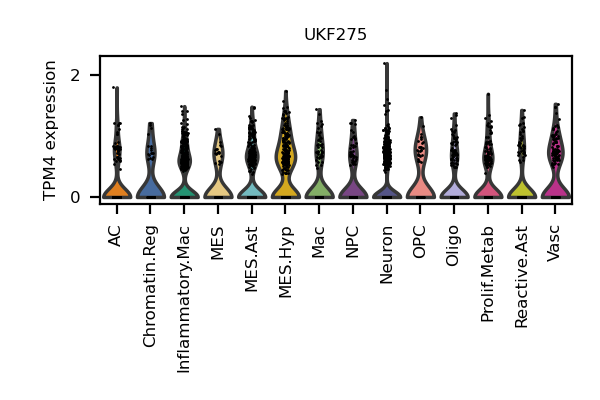 UKF275
TPM4 expression
2
0
AC
Chromatin.Reg
Inflammatory.Mac
MES
MES.Ast
MES.Hyp
Mac
NPC
Neuron
OPC
Oligo
Prolif.Metab
Reactive.Ast
Vasc